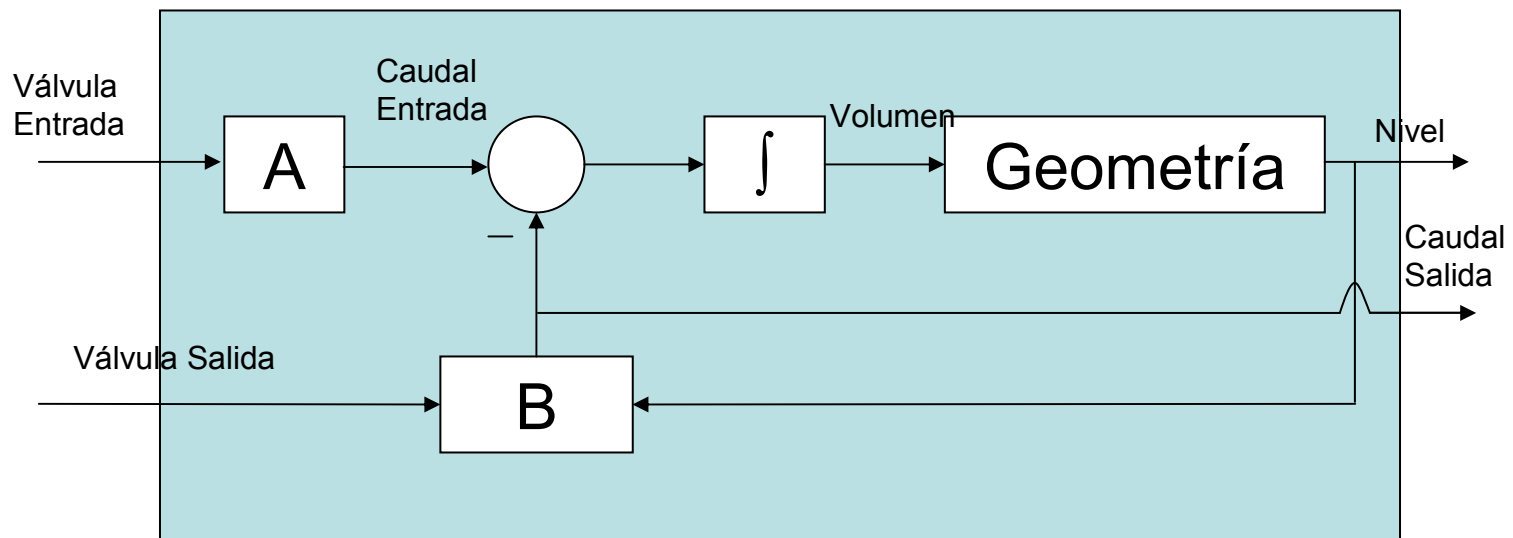 Válvula
Entrada
A
Caudal
Entrada
∫
Volumen
Geometría
Nivel
Caudal
Salida
–
Válvula Salida
B